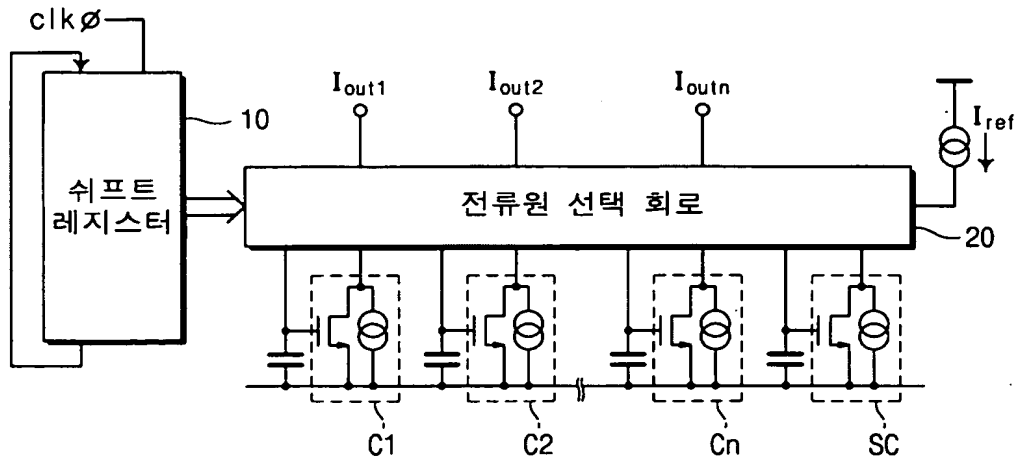 clkø
10
쉬프트
레지스터
Iout1
Iout2
Ioutn
Iref
전류원 선택 회로
20
C1
C2
Cn
SC